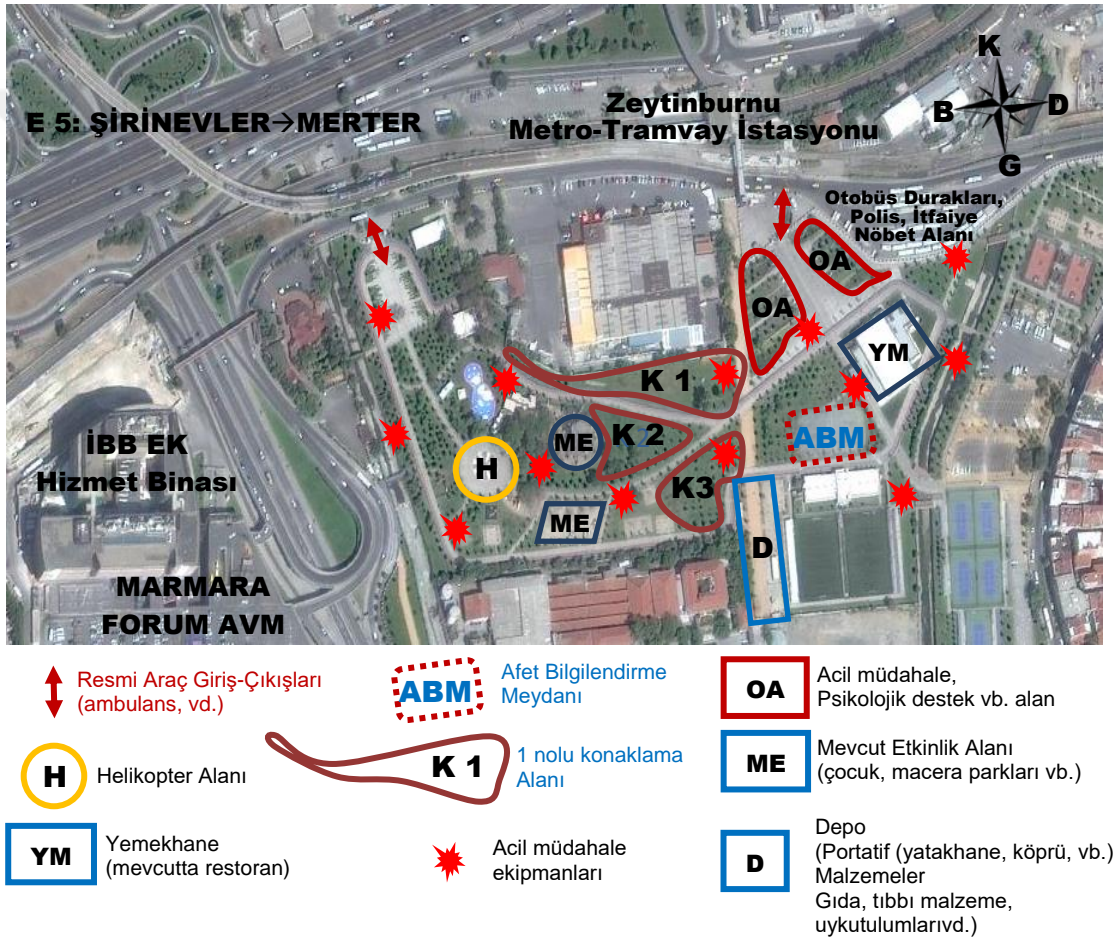 K
B
D
G
E 5: ŞİRİNEVLER→MERTER
Zeytinburnu
Metro-Tramvay İstasyonu
Otobüs Durakları,
Polis, İtfaiye
Nöbet Alanı
OA
OA
YM
K 1
K 2
ME
ABM
H
K3
ME
D
İBB EK
Hizmet Binası
MARMARA
FORUM AVM
Resmi Araç Giriş-Çıkışları
(ambulans, vd.)
ABM
Afet Bilgilendirme
Meydanı
OA
Acil müdahale,
Psikolojik destek vb. alan
H
Helikopter Alanı
K 1
1 nolu konaklama
Alanı
ME
Mevcut Etkinlik Alanı
(çocuk, macera parkları vb.)
YM
Yemekhane
(mevcutta restoran)
Acil müdahale
ekipmanları
D
Depo
(Portatif (yatakhane, köprü, vb.)
Malzemeler
Gıda, tıbbı malzeme,
uykutulumlarıvd.)